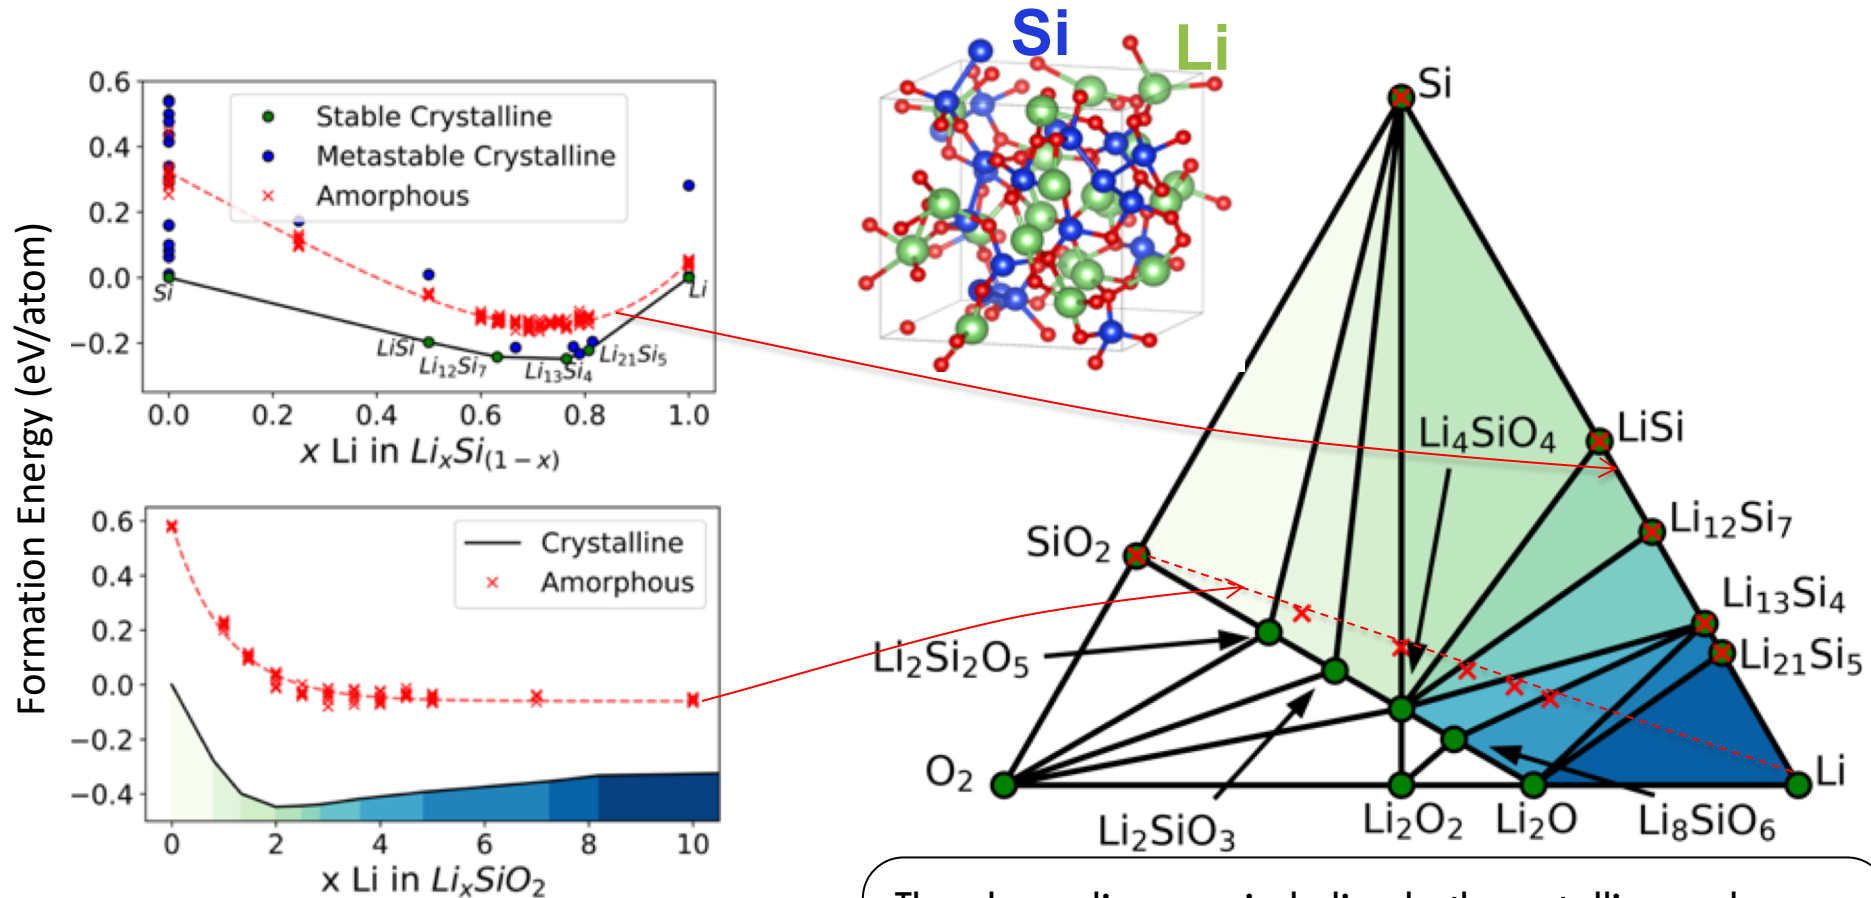 Formation Energy (eV/atom)
0.6
0.4
0.2
0.0
−0.2
Stable Crystalline
Metastable Crystalline
Amorphous
Si
LiSi
Li12Si7
Li13Si4
Li21Si5
Li
0.0 0.2 0.4 0.6 0.8 1.0
x Li in LixSi(1 − x)
0.6
0.4
0.2
0.0
−0.2
−0.4
Crystalline
Amorphous
0 2 4 6 8 10
x Li in LixSiO2
Si Li
Si
LiSi
Li4SiO4
Li12Si7
SiO2
Li13Si4
Li2Si2O5
Li21Si5
O2
Li
Li2SiO3
Li2O2
Li2O
Li8SiO6